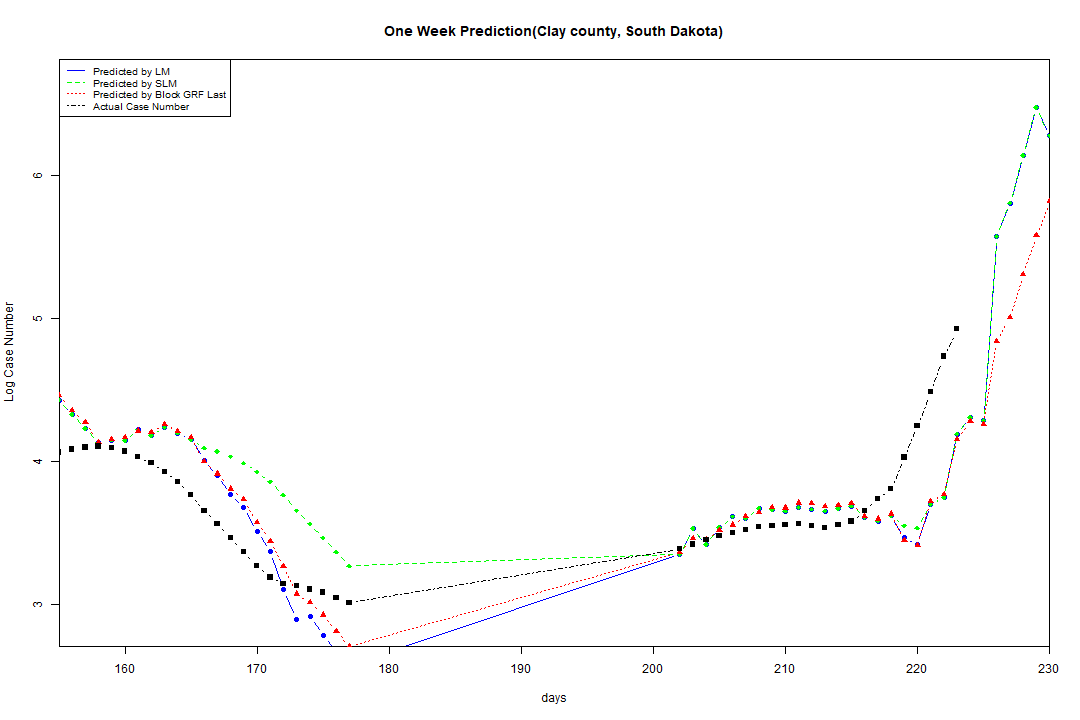 One Week Prediction(Clay county, South Dakota)
Predicted by LM
Predicted by SLM
Predicted by Block GRF Last
Actual Case Number
6
5
4
3
Log Case Number
160 170 180 190 200 210 220 230
days